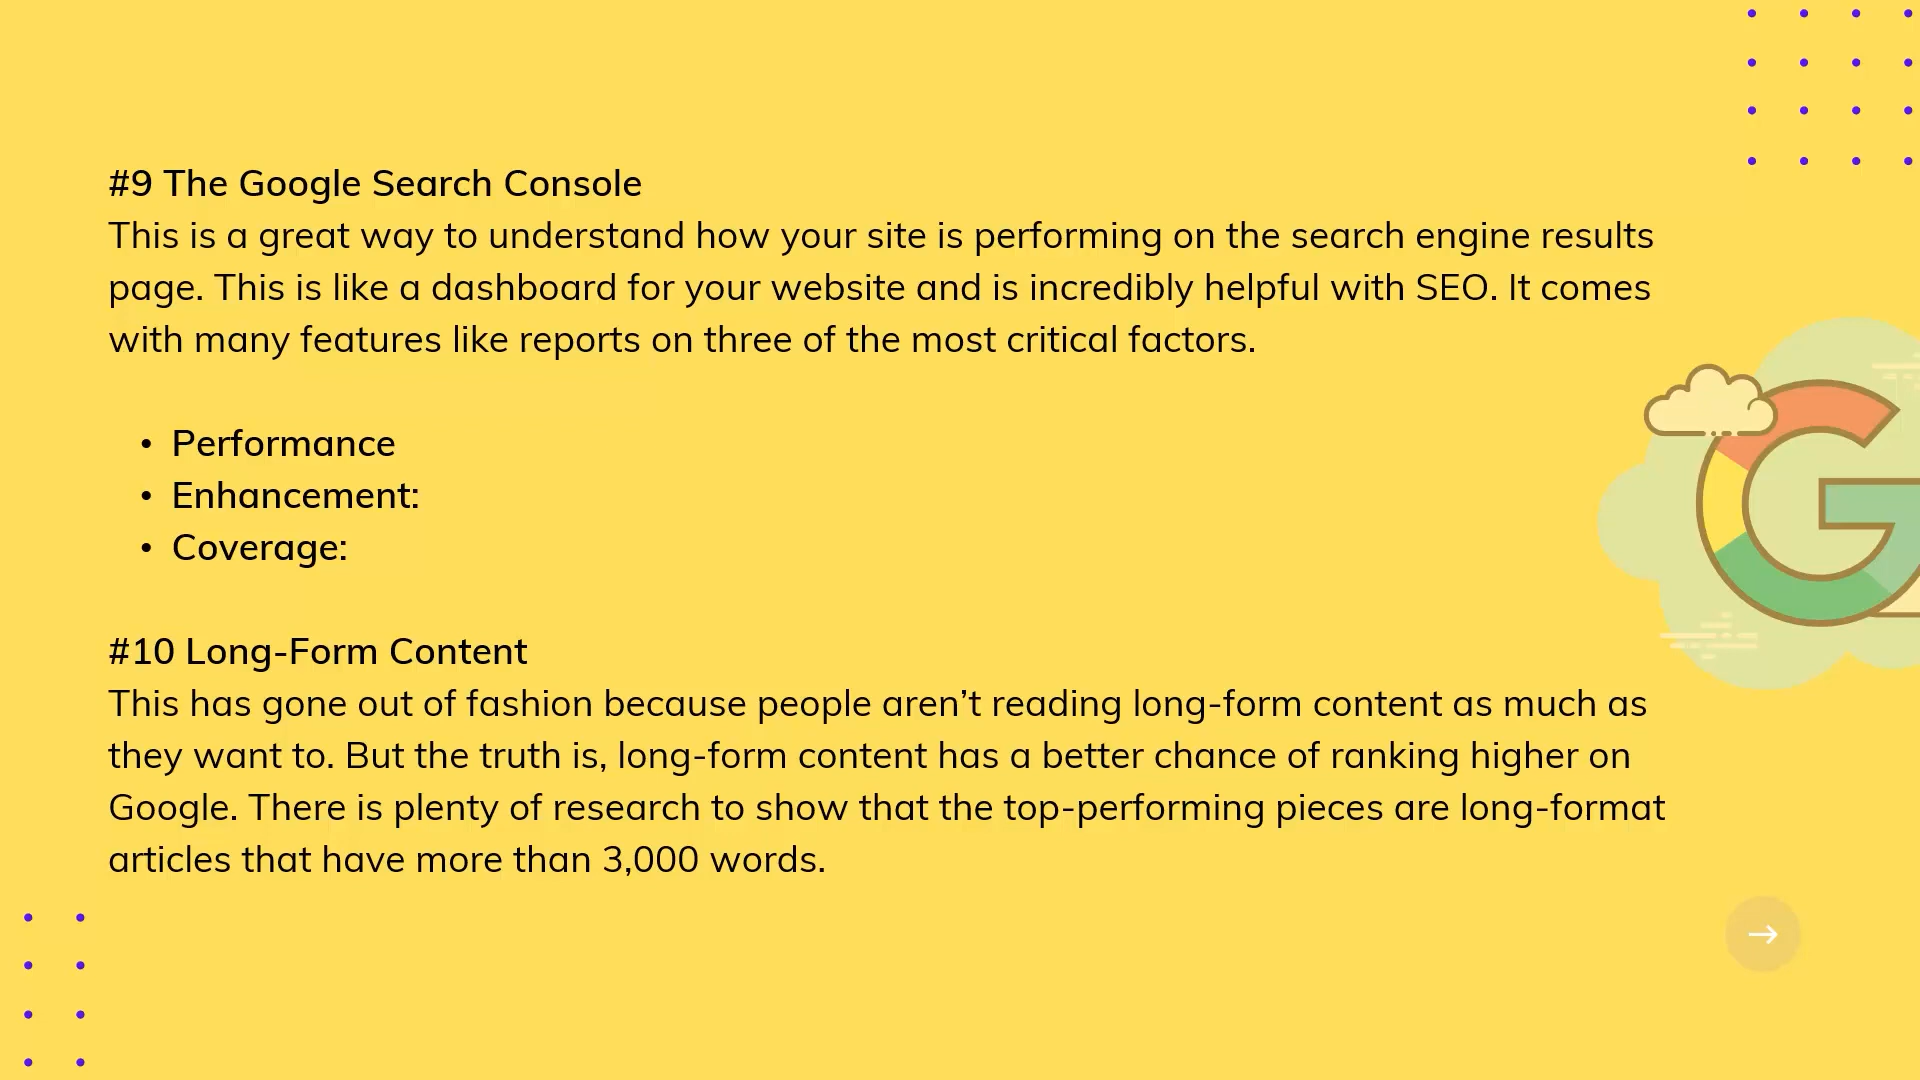 #9 The Google Search Console
This is a great way to understand how your site is performing on the search engine results
page. This is like a dashboard for your website and is incredibly helpful with SEO. It comes
with many features like reports on three of the most critical factors.
• Performance
• Enhancement:
• Coverage:
#10 Long-Form Content
This has gone out of fashion because people aren’t reading long-form content as much as
they want to. But the truth is, long-form content has a better chance of ranking higher on
Google. There is plenty of research to show that the top-performing pieces are long-format
articles that have more than 3,000 words.